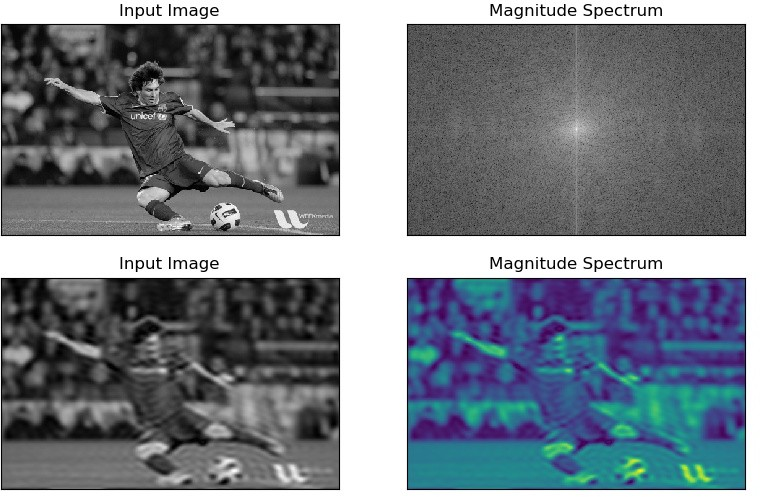 Input Image
Magnitude Spectrum
unicef
Input Image
Magnitude Spectrum